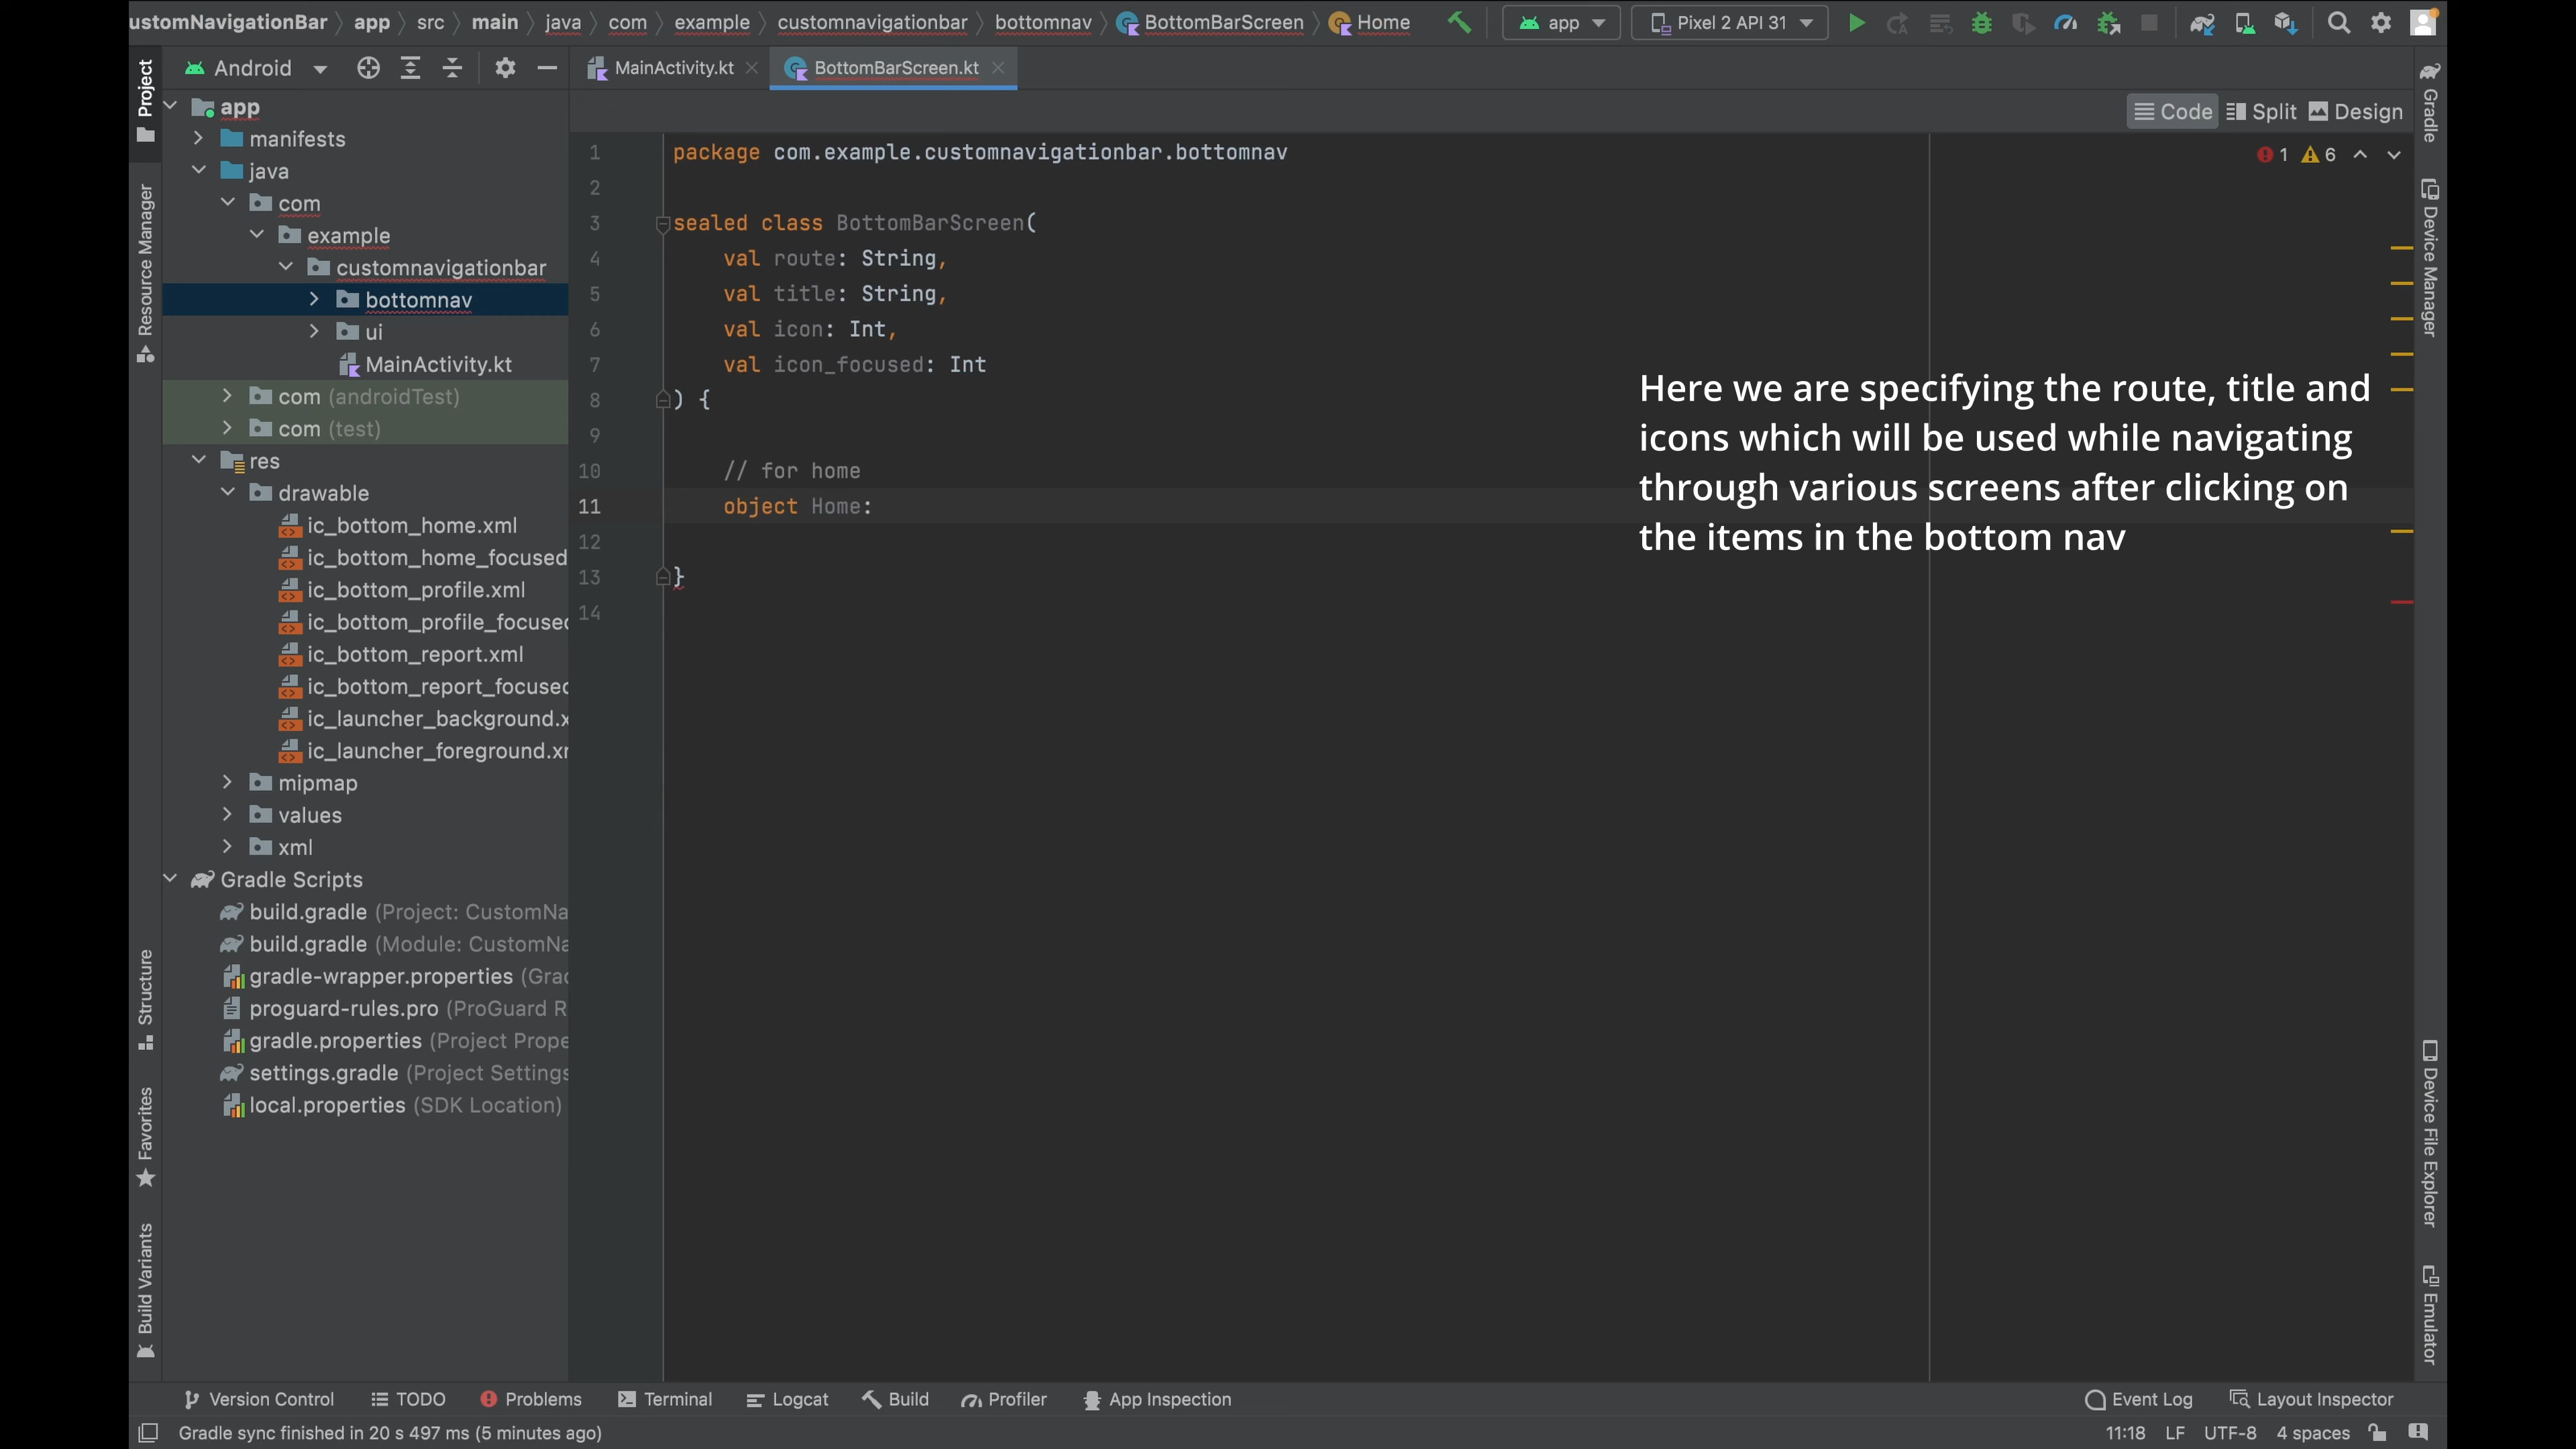 ustomNavigationBar app src main java com example customnavigationbar bottomnav BottomBarScreen Home app Pixel 2 API 31
Project
Android
MainActivity.kt BottomBarScreen.kt
Gradle
Code Split Design
app
manifests
java
com
example
customnavigationbar
bottomnav
ui
MainActivity.kt
com (androidTest)
com (test)
res
drawable
ic_bottom_home.xml
ic_bottom_home_focused
ic_bottom_profile.xml
ic_bottom_profile_focused
ic_bottom_report.xml
ic_bottom_report_focused
ic_launcher_background.x
ic_launcher_foreground.xm
mipmap
values
xml
Gradle Scripts
build.gradle (Project: CustomNa
build.gradle (Module: CustomNa
gradle-wrapper.properties (Grad
proguard-rules.pro (ProGuard R
gradle.properties (Project Prope
settings.gradle (Project Settings
local.properties (SDK Location)
Resource Manager
Structure
Favorites
Build Variants
1 package com.example.customnavigationbar.bottomnav
2
3 sealed class BottomBarScreen(
4 val route: String,
5 val title: String,
6 val icon: Int,
7 val icon_focused: Int
8 ) {
9
10 // for home
11 object Home:
12
13 }
14
1 6
Here we are specifying the route, title and
icons which will be used while navigating
through various screens after clicking on
the items in the bottom nav
Device Manager
Device File Explorer
Emulator
Version Control TODO Problems Terminal Logcat Build Profiler App Inspection Event Log Layout Inspector
Gradle sync finished in 20 s 497 ms (5 minutes ago) 11:18 LF UTF-8 4 spaces